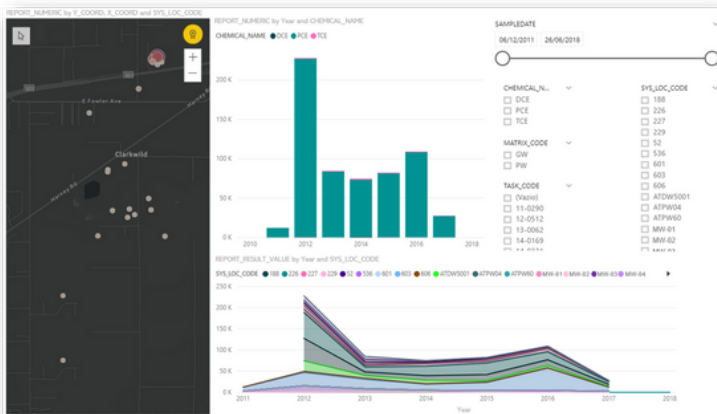 REPORT_NUMERIC by Y_COORD, X_COORD and SYS_LOC_CODE
E Fowler Ave
Harney Rd
Clarkwild
Harney Rd
+
−
REPORT_NUMERIC by Year and CHEMICAL_NAME
CHEMICAL_NAME DCE PCE TCE
200 K
150 K
100 K
50 K
0 K
2010 2012 2014 2016 2018
SAMPLEDATE
06/12/2011 26/06/2018
CHEMICAL_N...
DCE
PCE
TCE
MATRIX_CODE
GW
PW
TASK_CODE
(Vazio)
11-0290
12-0512
13-0062
14-0169
SYS_LOC_CODE
188
226
227
229
52
536
601
603
606
ATDW5001
ATPW04
ATPW60
MW-01
MW-02
REPORT_RESULT_VALUE by Year and SYS_LOC_CODE
SYS_LOC_CODE 188 226 227 229 52 536 601 603 606 ATDW5001 ATPW04 ATPW60 MW-01 MW-02 MW-03 MW-04
250 K
200 K
150 K
100 K
50 K
0 K
2011 2012 2013 2014 2015 2016 2017 2018
Year